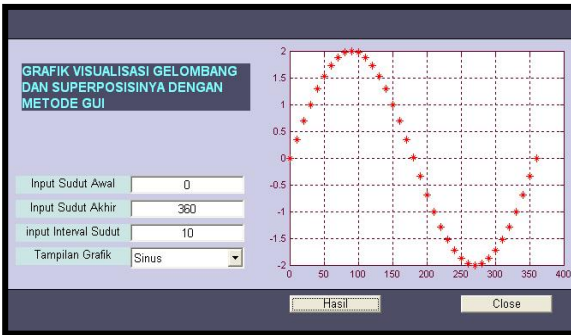 GRAFIK VISUALISASI GELOMBANG
DAN SUPERPOSISINYA DENGAN
METODE GUI
Input Sudut Awal 0
Input Sudut Akhir 360
input Interval Sudut 10
Tampilan Grafik Sinus
2
1.5
1
0.5
0
-0.5
-1
-1.5
-2
0 50 100 150 200 250 300 350 400
Hasil Close